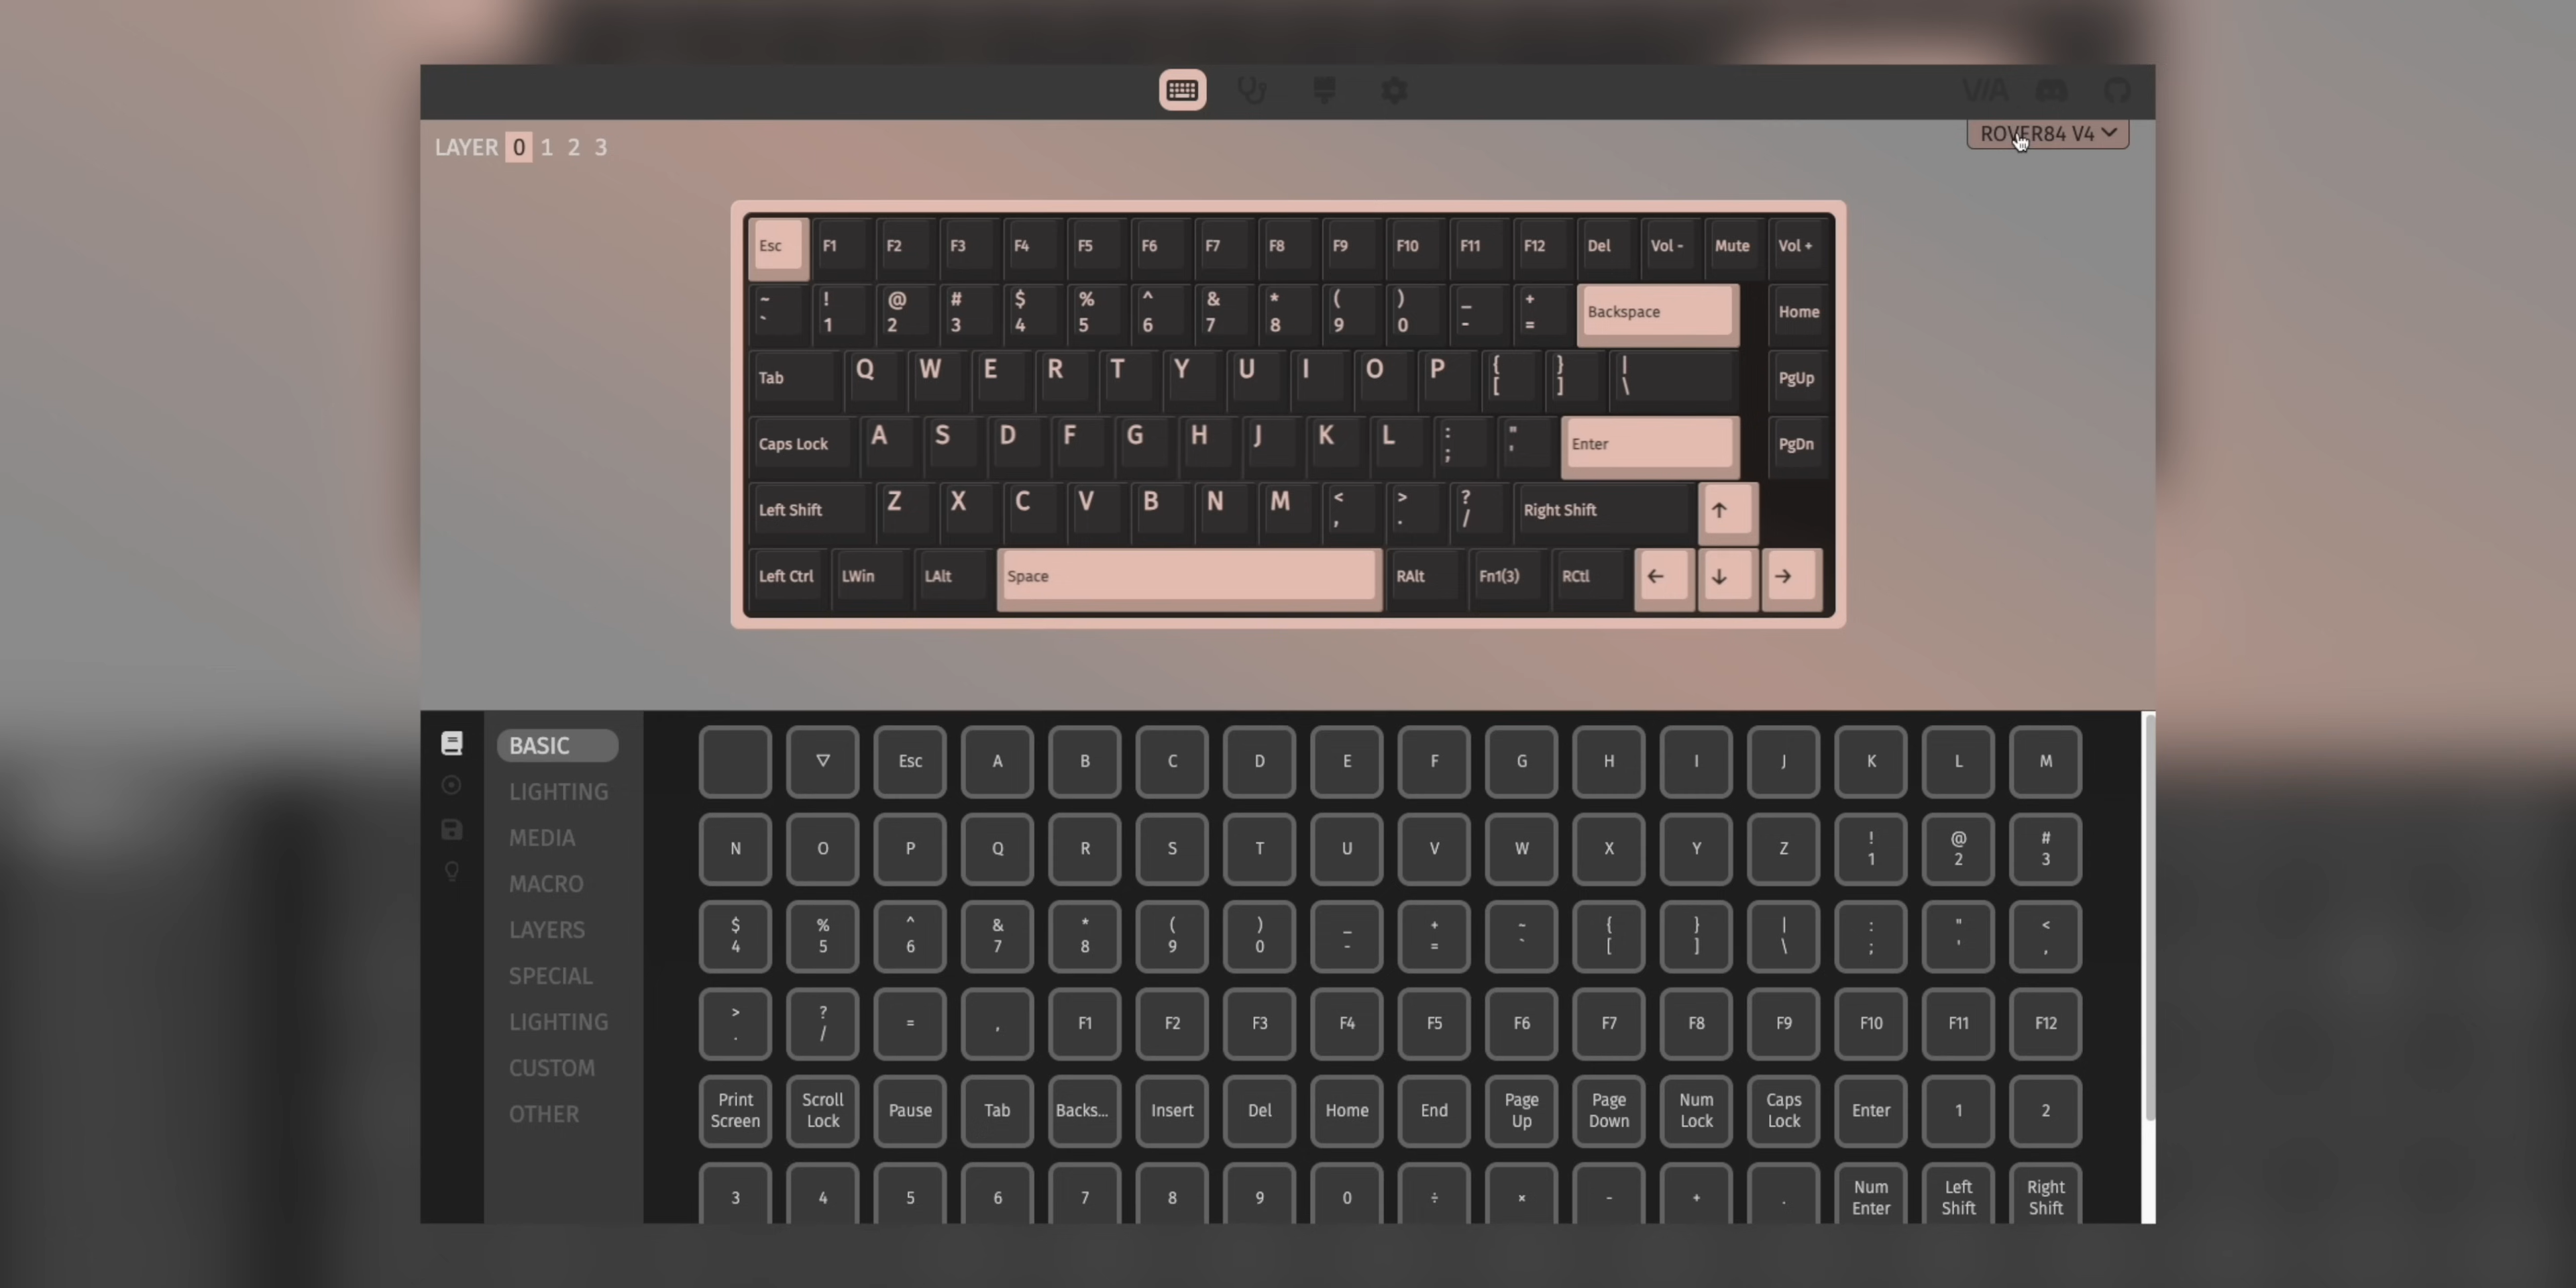 VIA
LAYER 0 1 2 3
ROVER84 V4
Esc F1 F2 F3 F4 F5 F6 F7 F8 F9 F10 F11 F12 Del Vol - Mute Vol +
~ ! @ # $ % ^ & * ( ) _ +
` 1 2 3 4 5 6 7 8 9 0 - = Backspace Home
Tab Q W E R T Y U I O P { } |
[ ] \ PgUp
Caps Lock A S D F G H J K L : "
; ' Enter PgDn
Left Shift Z X C V B N M < > ?
, . / Right Shift ↑
Left Ctrl LWin LAlt Space RAlt Fn1(3) RCtl ← ↓ →
BASIC
LIGHTING
MEDIA
MACRO
LAYERS
SPECIAL
LIGHTING
CUSTOM
OTHER
▽ Esc A B C D E F G H I J K L M
N O P Q R S T U V W X Y Z ! @ #
1 2 3
$ % ^ & * ( ) _ + ~ { } | : " <
4 5 6 7 8 9 0 - = ` [ ] \ ; ' ,
> ?
. / = , F1 F2 F3 F4 F5 F6 F7 F8 F9 F10 F11 F12
Print Screen Scroll Lock Pause Tab Backs... Insert Del Home End Page Up Page Down Num Lock Caps Lock Enter 1 2
3 4 5 6 7 8 9 0 ÷ × - + . Num Enter Left Shift Right Shift